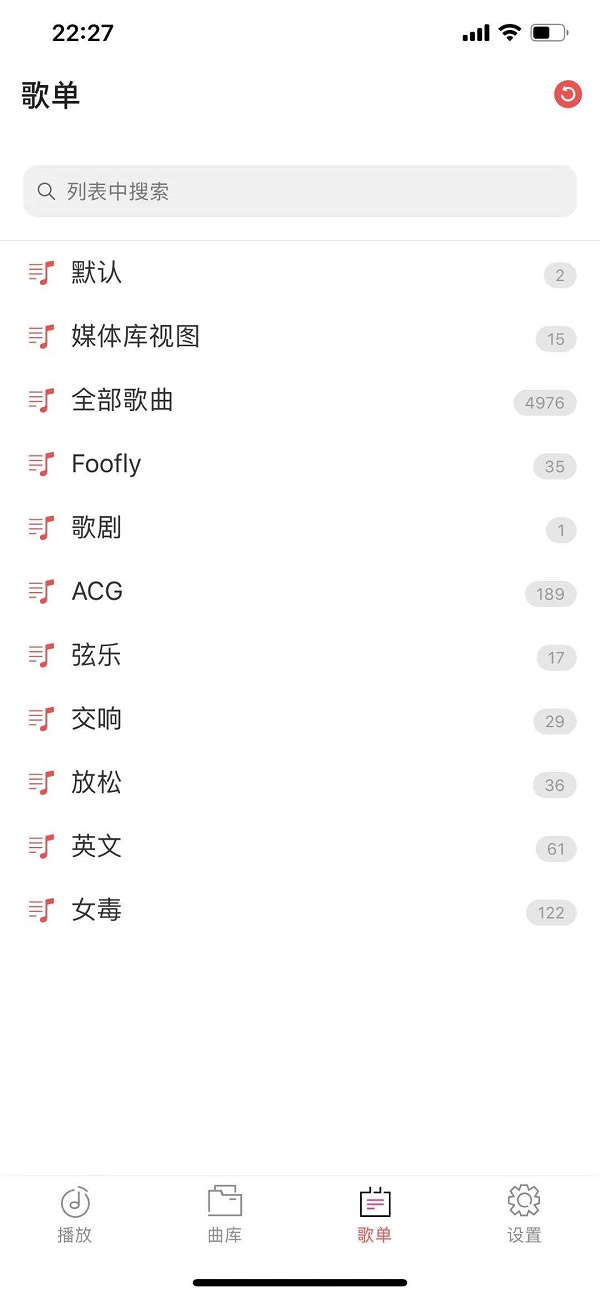 22:27
歌单
列表中搜索
默认 2
媒体库视图 15
全部歌曲 4976
Foofly 35
歌剧 1
ACG 189
弦乐 17
交响 29
放松 36
英文 61
女毒 122
播放 曲库 歌单 设置